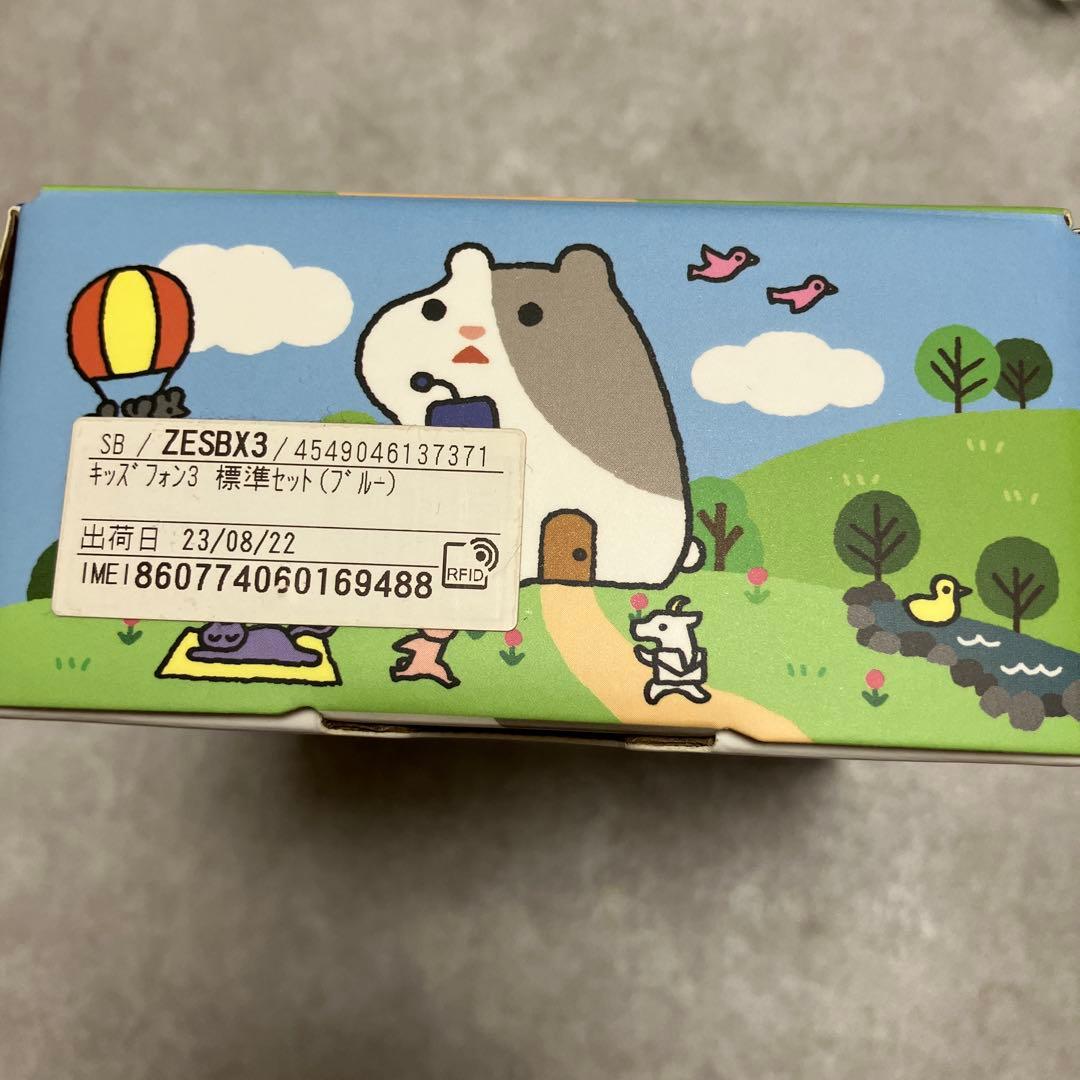 SB / ZESBX3 / 4549046137371
ｷｯｽﾞﾌｫﾝ3 標準ｾｯﾄ(ﾌﾞﾙｰ)
出荷日 23/08/22
IMEI 860774060169488
RFID